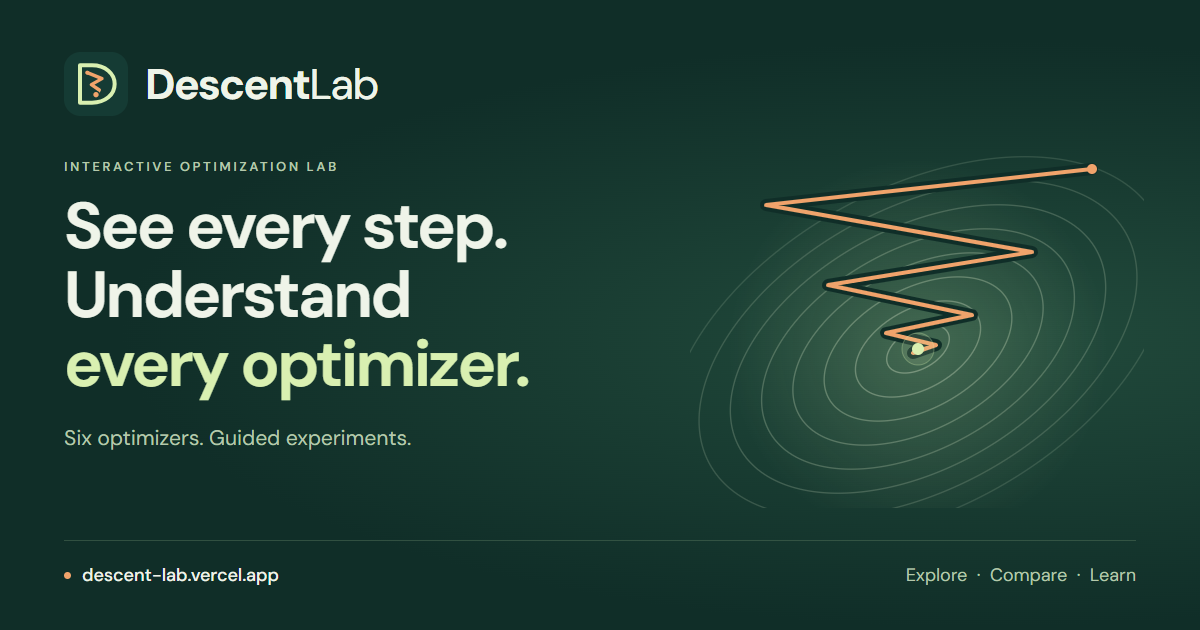 DescentLab
INTERACTIVE OPTIMIZATION LAB
See every step.
Understand
every optimizer.
Six optimizers. Guided experiments.
descent-lab.vercel.app
Explore · Compare · Learn